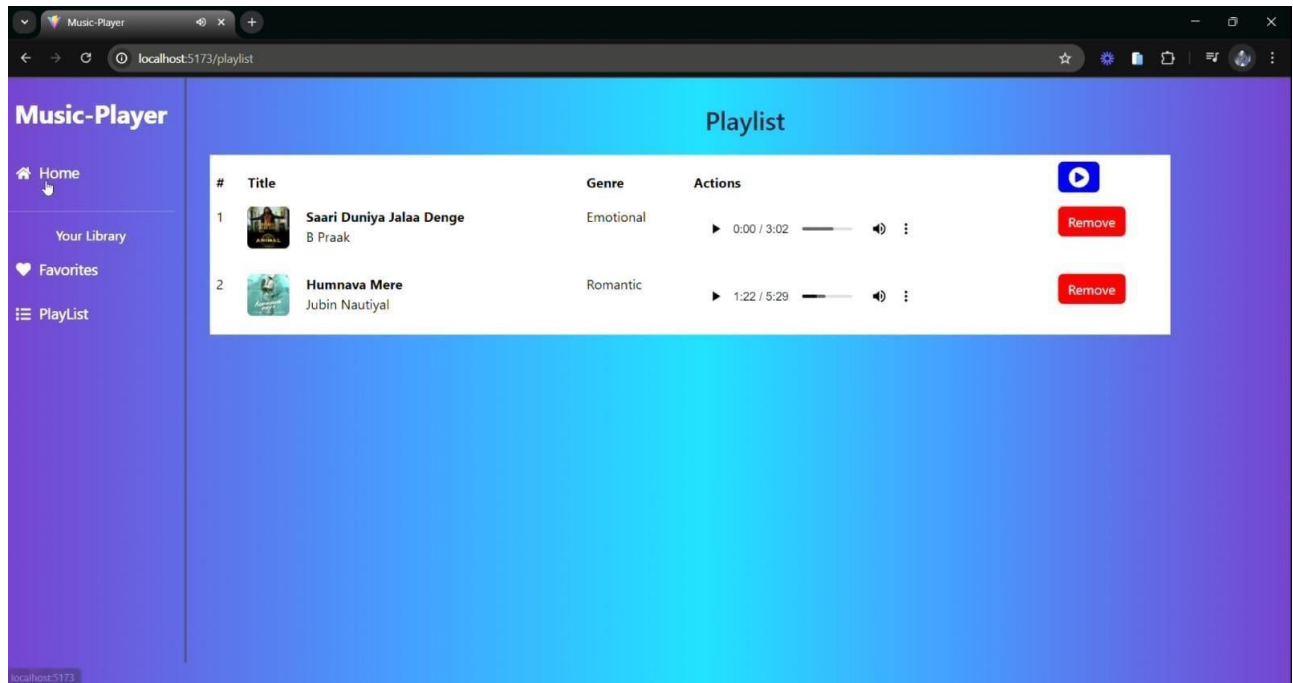 Music-Player
localhost:5173/playlist
Music-Player
Home
Your Library
Favorites
PlayList
Playlist
# Title Genre Actions
1 Saari Duniya Jalaa Denge Emotional 0:00 / 3:02 Remove
B Praak
2 Humnava Mere Romantic 1:22 / 5:29 Remove
Jubin Nautiyal
ANIMAL
localhost:5173